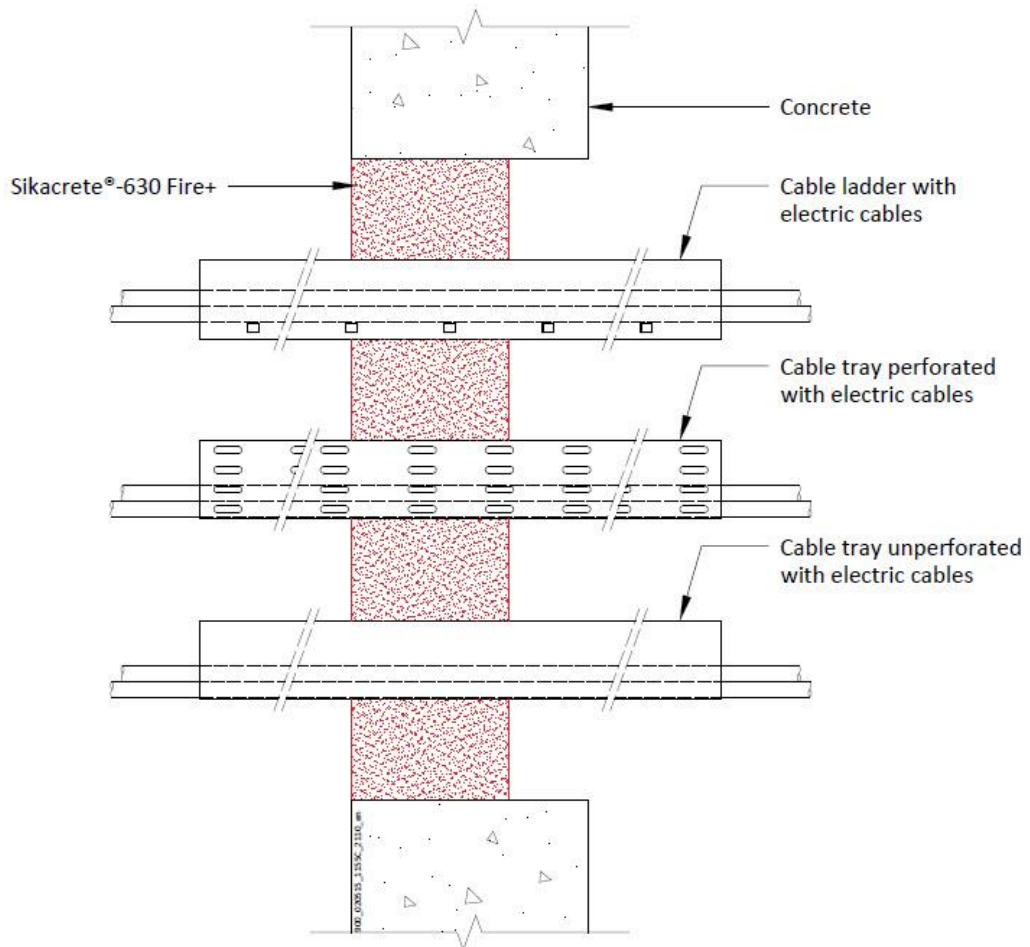 Concrete
Sikacrete®-630 Fire+
Cable ladder with
electric cables
Cable tray perforated
with electric cables
Cable tray unperforated
with electric cables
900_020515_1155C_2110_en